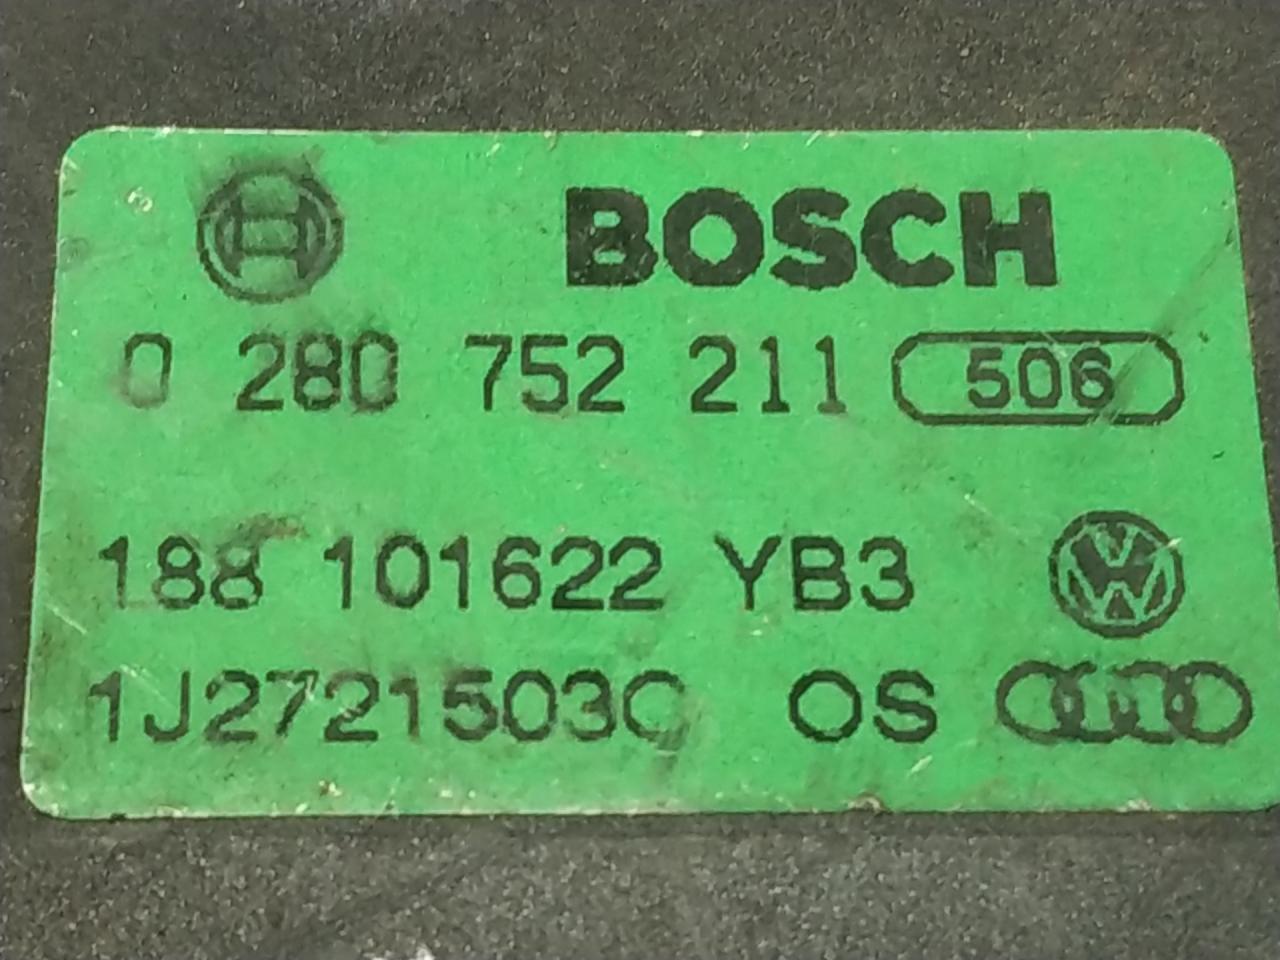 BOSCH
0 280 752 211 506
188 101622 YB3
1J2721503C OS